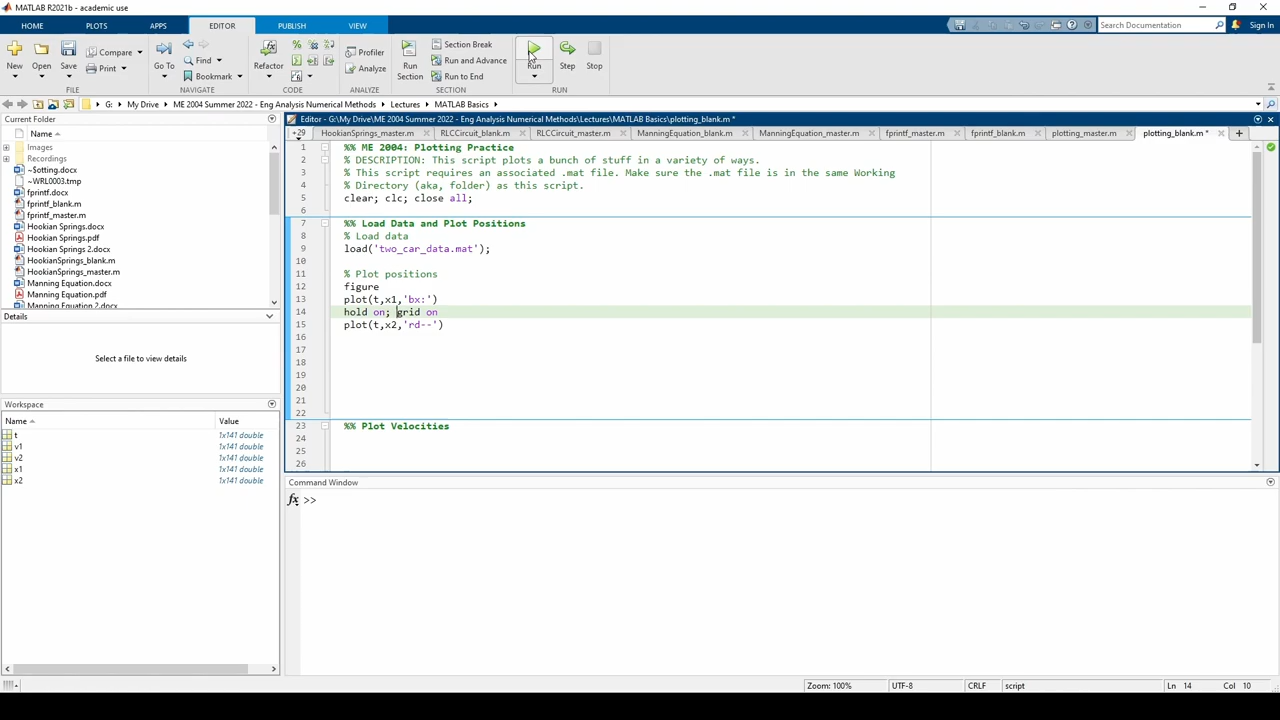 MATLAB R2021b - academic use
HOME PLOTS APPS EDITOR PUBLISH VIEW Search Documentation Sign In
New Open Save Compare Print Go To Find Bookmark Refactor Profiler Analyze Run Section Section Break Run and Advance Run to End Run Step Stop
FILE NAVIGATE CODE ANALYZE SECTION RUN
G: My Drive ME 2004 Summer 2022 - Eng Analysis Numerical Methods Lectures MATLAB Basics
Current Folder
Name
Images
Recordings
~$otting.docx
~WRL0003.tmp
fprintf.docx
fprintf_blank.m
fprintf_master.m
Hookian Springs.docx
Hookian Springs.pdf
Hookian Springs 2.docx
HookianSprings_blank.m
HookianSprings_master.m
Manning Equation.docx
Manning Equation.pdf
Manning Equation 2.docx
Details
Select a file to view details
Workspace
Name Value
t 1x141 double
v1 1x141 double
v2 1x141 double
x1 1x141 double
x2 1x141 double
Editor - G:\My Drive\ME 2004 Summer 2022 - Eng Analysis Numerical Methods\Lectures\MATLAB Basics\plotting_blank.m *
+29 HookianSprings_master.m RLCCircuit_blank.m RLCCircuit_master.m ManningEquation_blank.m ManningEquation_master.m fprintf_master.m fprintf_blank.m plotting_master.m plotting_blank.m *
1 %% ME 2004: Plotting Practice
2 % DESCRIPTION: This script plots a bunch of stuff in a variety of ways.
3 % This script requires an associated .mat file. Make sure the .mat file is in the same Working
4 % Directory (aka, folder) as this script.
5 clear; clc; close all;
6
7 %% Load Data and Plot Positions
8 % Load data
9 load('two_car_data.mat');
10
11 % Plot positions
12 figure
13 plot(t,x1,'bx:')
14 hold on; grid on
15 plot(t,x2,'rd--')
16
17
18
19
20
21
22
23 %% Plot Velocities
24
25
26
Command Window
fx >>
Zoom: 100% UTF-8 CRLF script Ln 14 Col 10